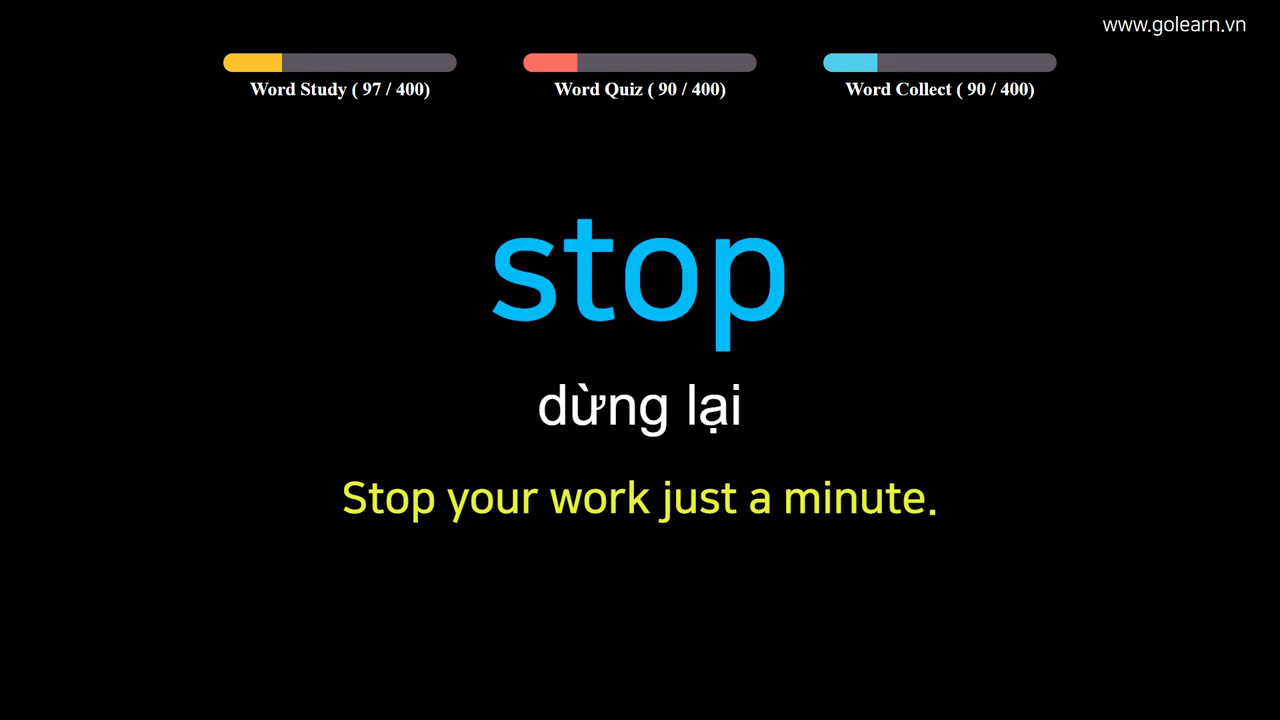 www.golearn.vn
Word Study ( 97 / 400)
Word Quiz ( 90 / 400)
Word Collect ( 90 / 400)
stop
dừng lại
Stop your work just a minute.